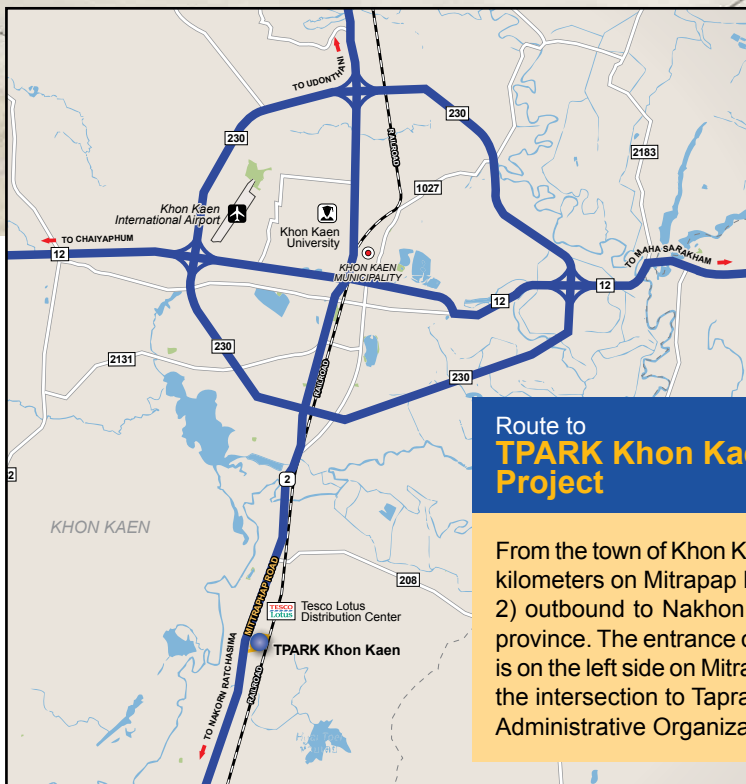 TO UDONTHANI
230
230
RAILROAD
2183
1027
Khon Kaen
International Airport
Khon Kaen
University
TO CHAIYAPHUM
12
KHON KAEN
MUNICIPALITY
TO MAHA SARAKHAM
12
12
230
2131
230
RAILROAD
2
2
KHON KAEN
MITTRAPHAP ROAD
208
TESCO
Lotus
Tesco Lotus
Distribution Center
TPARK Khon Kaen
TO NAKORN RATCHASIMA
RAILROAD
Route to
TPARK Khon Kae
Project
From the town of Khon K
kilometers on Mitrapap
2) outbound to Nakhon
province. The entrance
is on the left side on Mitra
the intersection to Tapra
Administrative Organiza